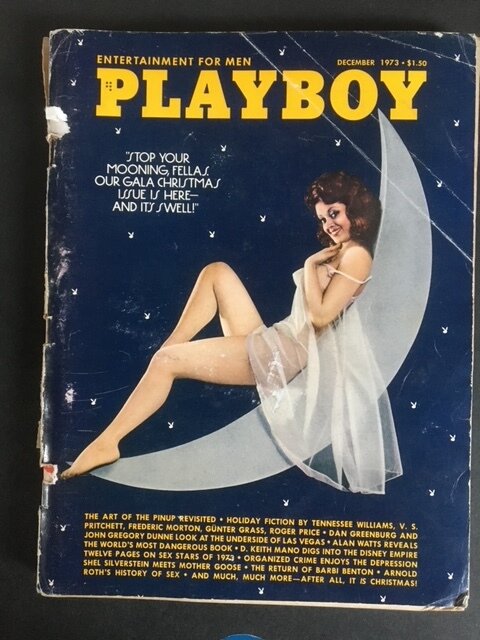 ENTERTAINMENT FOR MEN
DECEMBER 1973 • $1.50
PLAYBOY
"STOP YOUR
MOONING, FELLAS.
OUR GALA CHRISTMAS
ISSUE IS HERE—
AND IT'S SWELL!"
THE ART OF THE PINUP REVISITED • HOLIDAY FICTION BY TENNESSEE WILLIAMS, V. S.
PRITCHETT, FREDERIC MORTON, GÜNTER GRASS, ROGER PRICE • DAN GREENBURG AND
JOHN GREGORY DUNNE LOOK AT THE UNDERSIDE OF LAS VEGAS • ALAN WATTS REVEALS
THE WORLD'S MOST DANGEROUS BOOK • D. KEITH MANO DIGS INTO THE DISNEY EMPIRE
TWELVE PAGES ON SEX STARS OF 1973 • ORGANIZED CRIME ENJOYS THE DEPRESSION
SHEL SILVERSTEIN MEETS MOTHER GOOSE • THE RETURN OF BARBI BENTON • ARNOLD
ROTH'S HISTORY OF SEX • AND MUCH, MUCH MORE—AFTER ALL, IT IS CHRISTMAS!